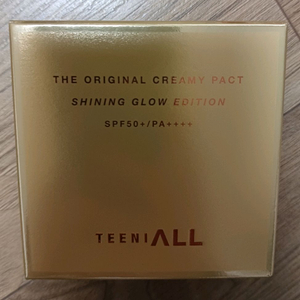 THE ORIGINAL CREAMY PACT
SHINING GLOW EDITION
SPF50+/PA++++
TEENIALL